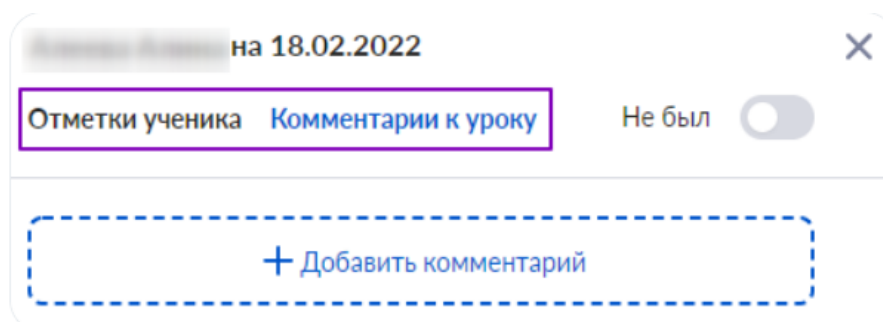 на 18.02.2022
Отметки ученика Комментарии к уроку Не был
+ Добавить комментарий